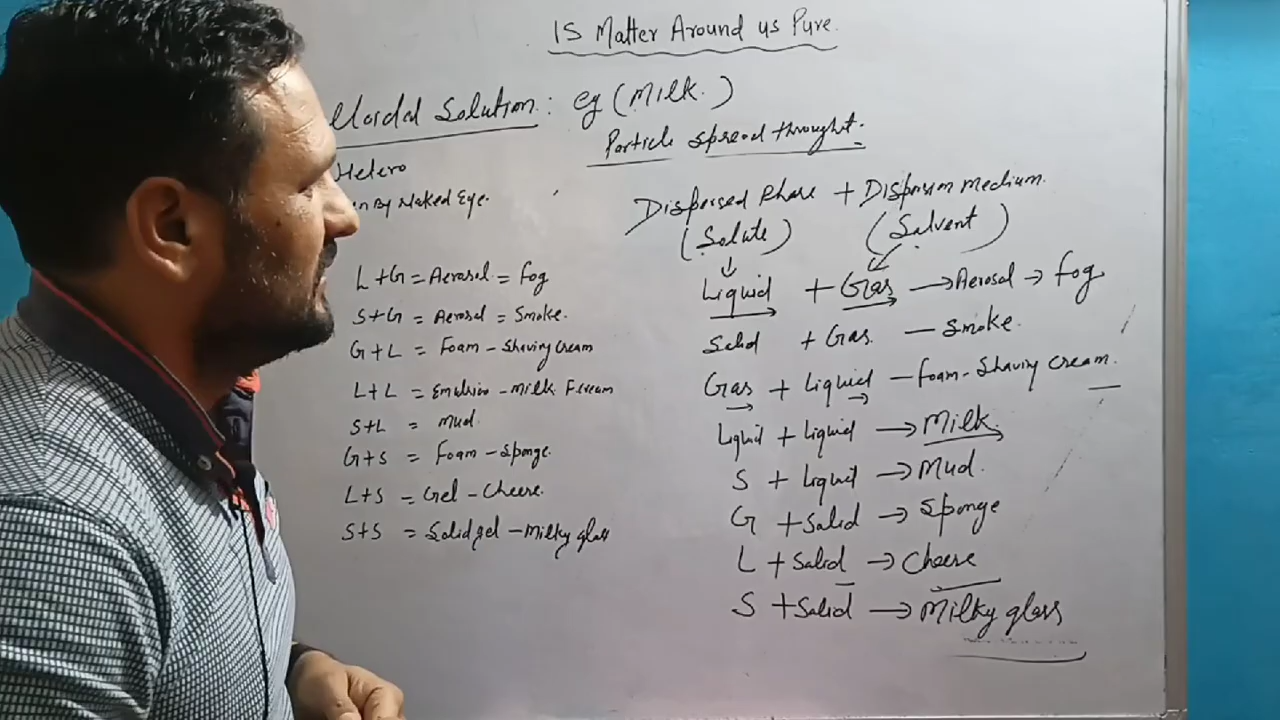 IS Matter Around us Pure.
lloidal Solution: eg (Milk.)
Particle spread throught.
Hetero
en By Naked Eye.
Dispersed Phase + Dispersion medium.
(Solute) (Solvent)
Liquid + Gas → Aerosol → Fog
Solid + Gas. - Smoke.
Gas + Liquid - Foam - Shaving Cream.
Liquid + Liquid → Milk.
S + Liquid → Mud.
G + Solid → Sponge
L + Solid → Cheese
S + Solid → Milky glass
L + G = Aerosol = Fog
S + G = Aerosol = Smoke.
G + L = Foam - Shaving Cream
L + L = Emulsion - Milk Fcream
S + L = Mud.
G + S = Foam - Sponge.
L + S = Gel - Cheese.
S + S = Solid gel - Milky glass